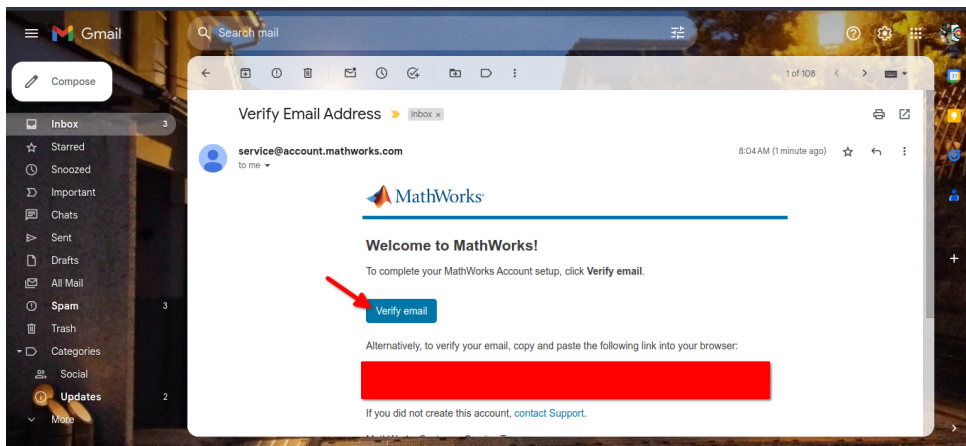 Gmail
Search mail
Compose
1 of 108
Inbox 3
Starred
Snoozed
Important
Chats
Sent
Drafts
All Mail
Spam 3
Trash
Categories
Social
Updates 2
More
Verify Email Address
Inbox x
service@account.mathworks.com
8:04 AM (1 minute ago)
to me
MathWorks®
Welcome to MathWorks!
To complete your MathWorks Account setup, click Verify email.
Verify email
Alternatively, to verify your email, copy and paste the following link into your browser:
If you did not create this account, contact Support.